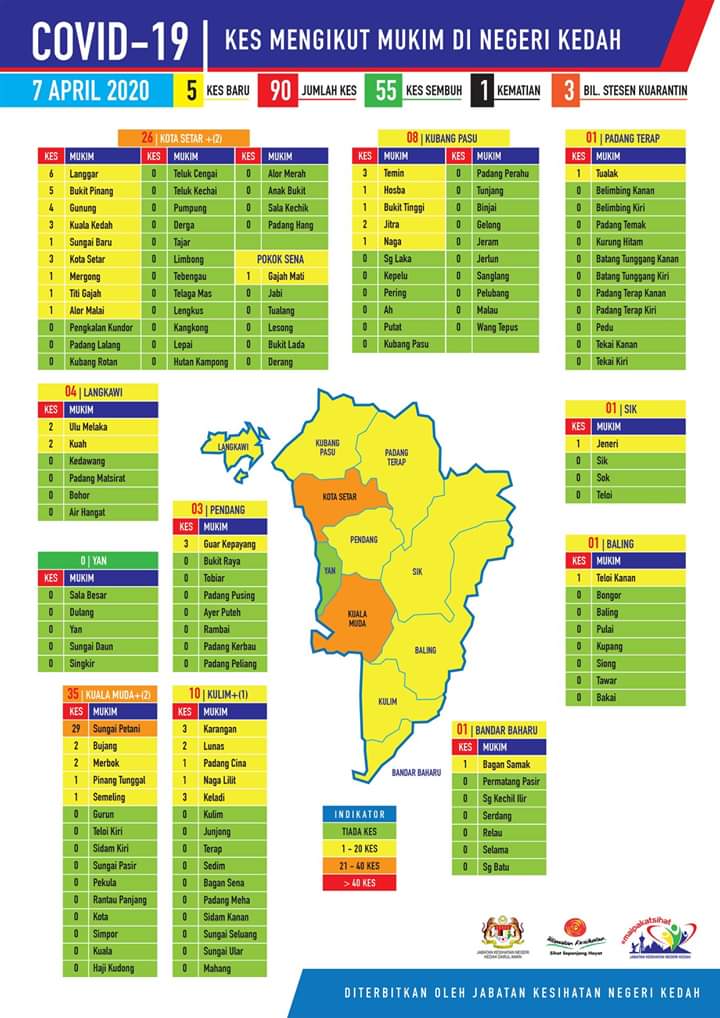 COVID-19 | KES MENGIKUT MUKIM DI NEGERI KEDAH
7 APRIL 2020 5 KES BARU 90 JUMLAH KES 55 KES SEMBUH 1 KEMATIAN 3 BIL. STESEN KUARANTIN
26 | KOTA SETAR +(2)
KES MUKIM KES MUKIM KES MUKIM
6 Langgar 0 Teluk Cengai 0 Alor Merah
5 Bukit Pinang 0 Teluk Kechai 0 Anak Bukit
4 Gunung 0 Pumpung 0 Sala Kechik
3 Kuala Kedah 0 Derga 0 Padang Hang
1 Sungai Baru 0 Tajar
3 Kota Setar 0 Limbong POKOK SENA
1 Mergong 0 Tebengau 1 Gajah Mati
1 Titi Gajah 0 Telaga Mas 0 Jabi
1 Alor Malai 0 Lengkus 0 Tualang
0 Pengkalan Kundor 0 Kangkong 0 Lesong
0 Padang Lalang 0 Lepai 0 Bukit Lada
0 Kubang Rotan 0 Hutan Kampong 0 Derang
08 | KUBANG PASU
KES MUKIM KES MUKIM
3 Temin 0 Padang Perahu
1 Hosba 0 Tunjang
1 Bukit Tinggi 0 Binjai
2 Jitra 0 Gelong
1 Naga 0 Jeram
0 Sg Laka 0 Jerlun
0 Kepelu 0 Sanglang
0 Pering 0 Pelubang
0 Ah 0 Malau
0 Putat 0 Wang Tepus
0 Kubang Pasu
01 | PADANG TERAP
KES MUKIM
1 Tualak
0 Belimbing Kanan
0 Belimbing Kiri
0 Padang Temak
0 Kurung Hitam
0 Batang Tunggang Kanan
0 Batang Tunggang Kiri
0 Padang Terap Kanan
0 Padang Terap Kiri
0 Pedu
0 Tekai Kanan
0 Tekai Kiri
04 | LANGKAWI
KES MUKIM
2 Ulu Melaka
2 Kuah
0 Kedawang
0 Padang Matsirat
0 Bohor
0 Air Hangat
03 | PENDANG
KES MUKIM
3 Guar Kepayang
0 Bukit Raya
0 Tobiar
0 Padang Pusing
0 Ayer Puteh
0 Rambai
0 Padang Kerbau
0 Padang Peliang
0 | YAN
KES MUKIM
0 Sala Besar
0 Dulang
0 Yan
0 Sungai Daun
0 Singkir
LANGKAWI
KUBANG PASU
PADANG TERAP
KOTA SETAR
PENDANG
YAN
SIK
KUALA MUDA
BALING
KULIM
BANDAR BAHARU
01 | SIK
KES MUKIM
1 Jeneri
0 Sik
0 Sok
0 Teloi
01 | BALING
KES MUKIM
1 Teloi Kanan
0 Bongor
0 Baling
0 Pulai
0 Kupang
0 Siong
0 Tawar
0 Bakai
35 | KUALA MUDA+(2)
KES MUKIM
29 Sungai Petani
2 Bujang
2 Merbok
1 Pinang Tunggal
1 Semeling
0 Gurun
0 Teloi Kiri
0 Sidam Kiri
0 Sungai Pasir
0 Pekula
0 Rantau Panjang
0 Kota
0 Simpor
0 Kuala
0 Haji Kudong
10 | KULIM+(1)
KES MUKIM
3 Karangan
2 Lunas
1 Padang Cina
1 Naga Lilit
3 Keladi
0 Kulim
0 Junjong
0 Terap
0 Sedim
0 Bagan Sena
0 Padang Meha
0 Sidam Kanan
0 Sungai Seluang
0 Sungai Ular
0 Mahang
01 | BANDAR BAHARU
KES MUKIM
1 Bagan Samak
0 Permatang Pasir
0 Sg Kechil Ilir
0 Serdang
0 Relau
0 Selama
0 Sg Batu
INDIKATOR
TIADA KES
1 - 20 KES
21 - 40 KES
> 40 KES
JABATAN KESIHATAN NEGERI
KEDAH DARUL AMAN
Utamakan Kesihatan
Sihat Sepanjang Hayat
#maipakatsihat
JABATAN KESIHATAN NEGERI KEDAH
DITERBITKAN OLEH JABATAN KESIHATAN NEGERI KEDAH